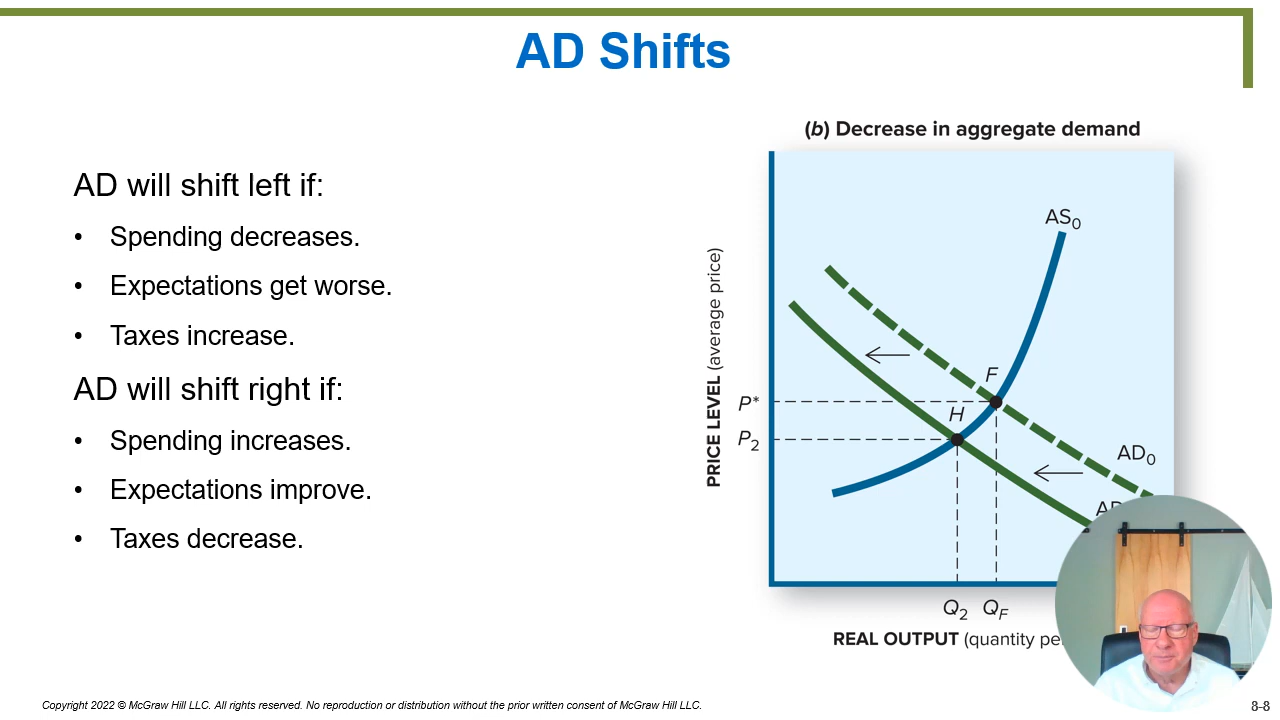 AD Shifts
AD will shift left if:
• Spending decreases.
• Expectations get worse.
• Taxes increase.
AD will shift right if:
• Spending increases.
• Expectations improve.
• Taxes decrease.
(b) Decrease in aggregate demand
PRICE LEVEL (average price)
AS0
F
P*
H
P2
AD0
Q2 QF
REAL OUTPUT (quantity
Copyright 2022 © McGraw Hill LLC. All rights reserved. No reproduction or distribution without the prior written consent of McGraw Hill LLC.
8-8